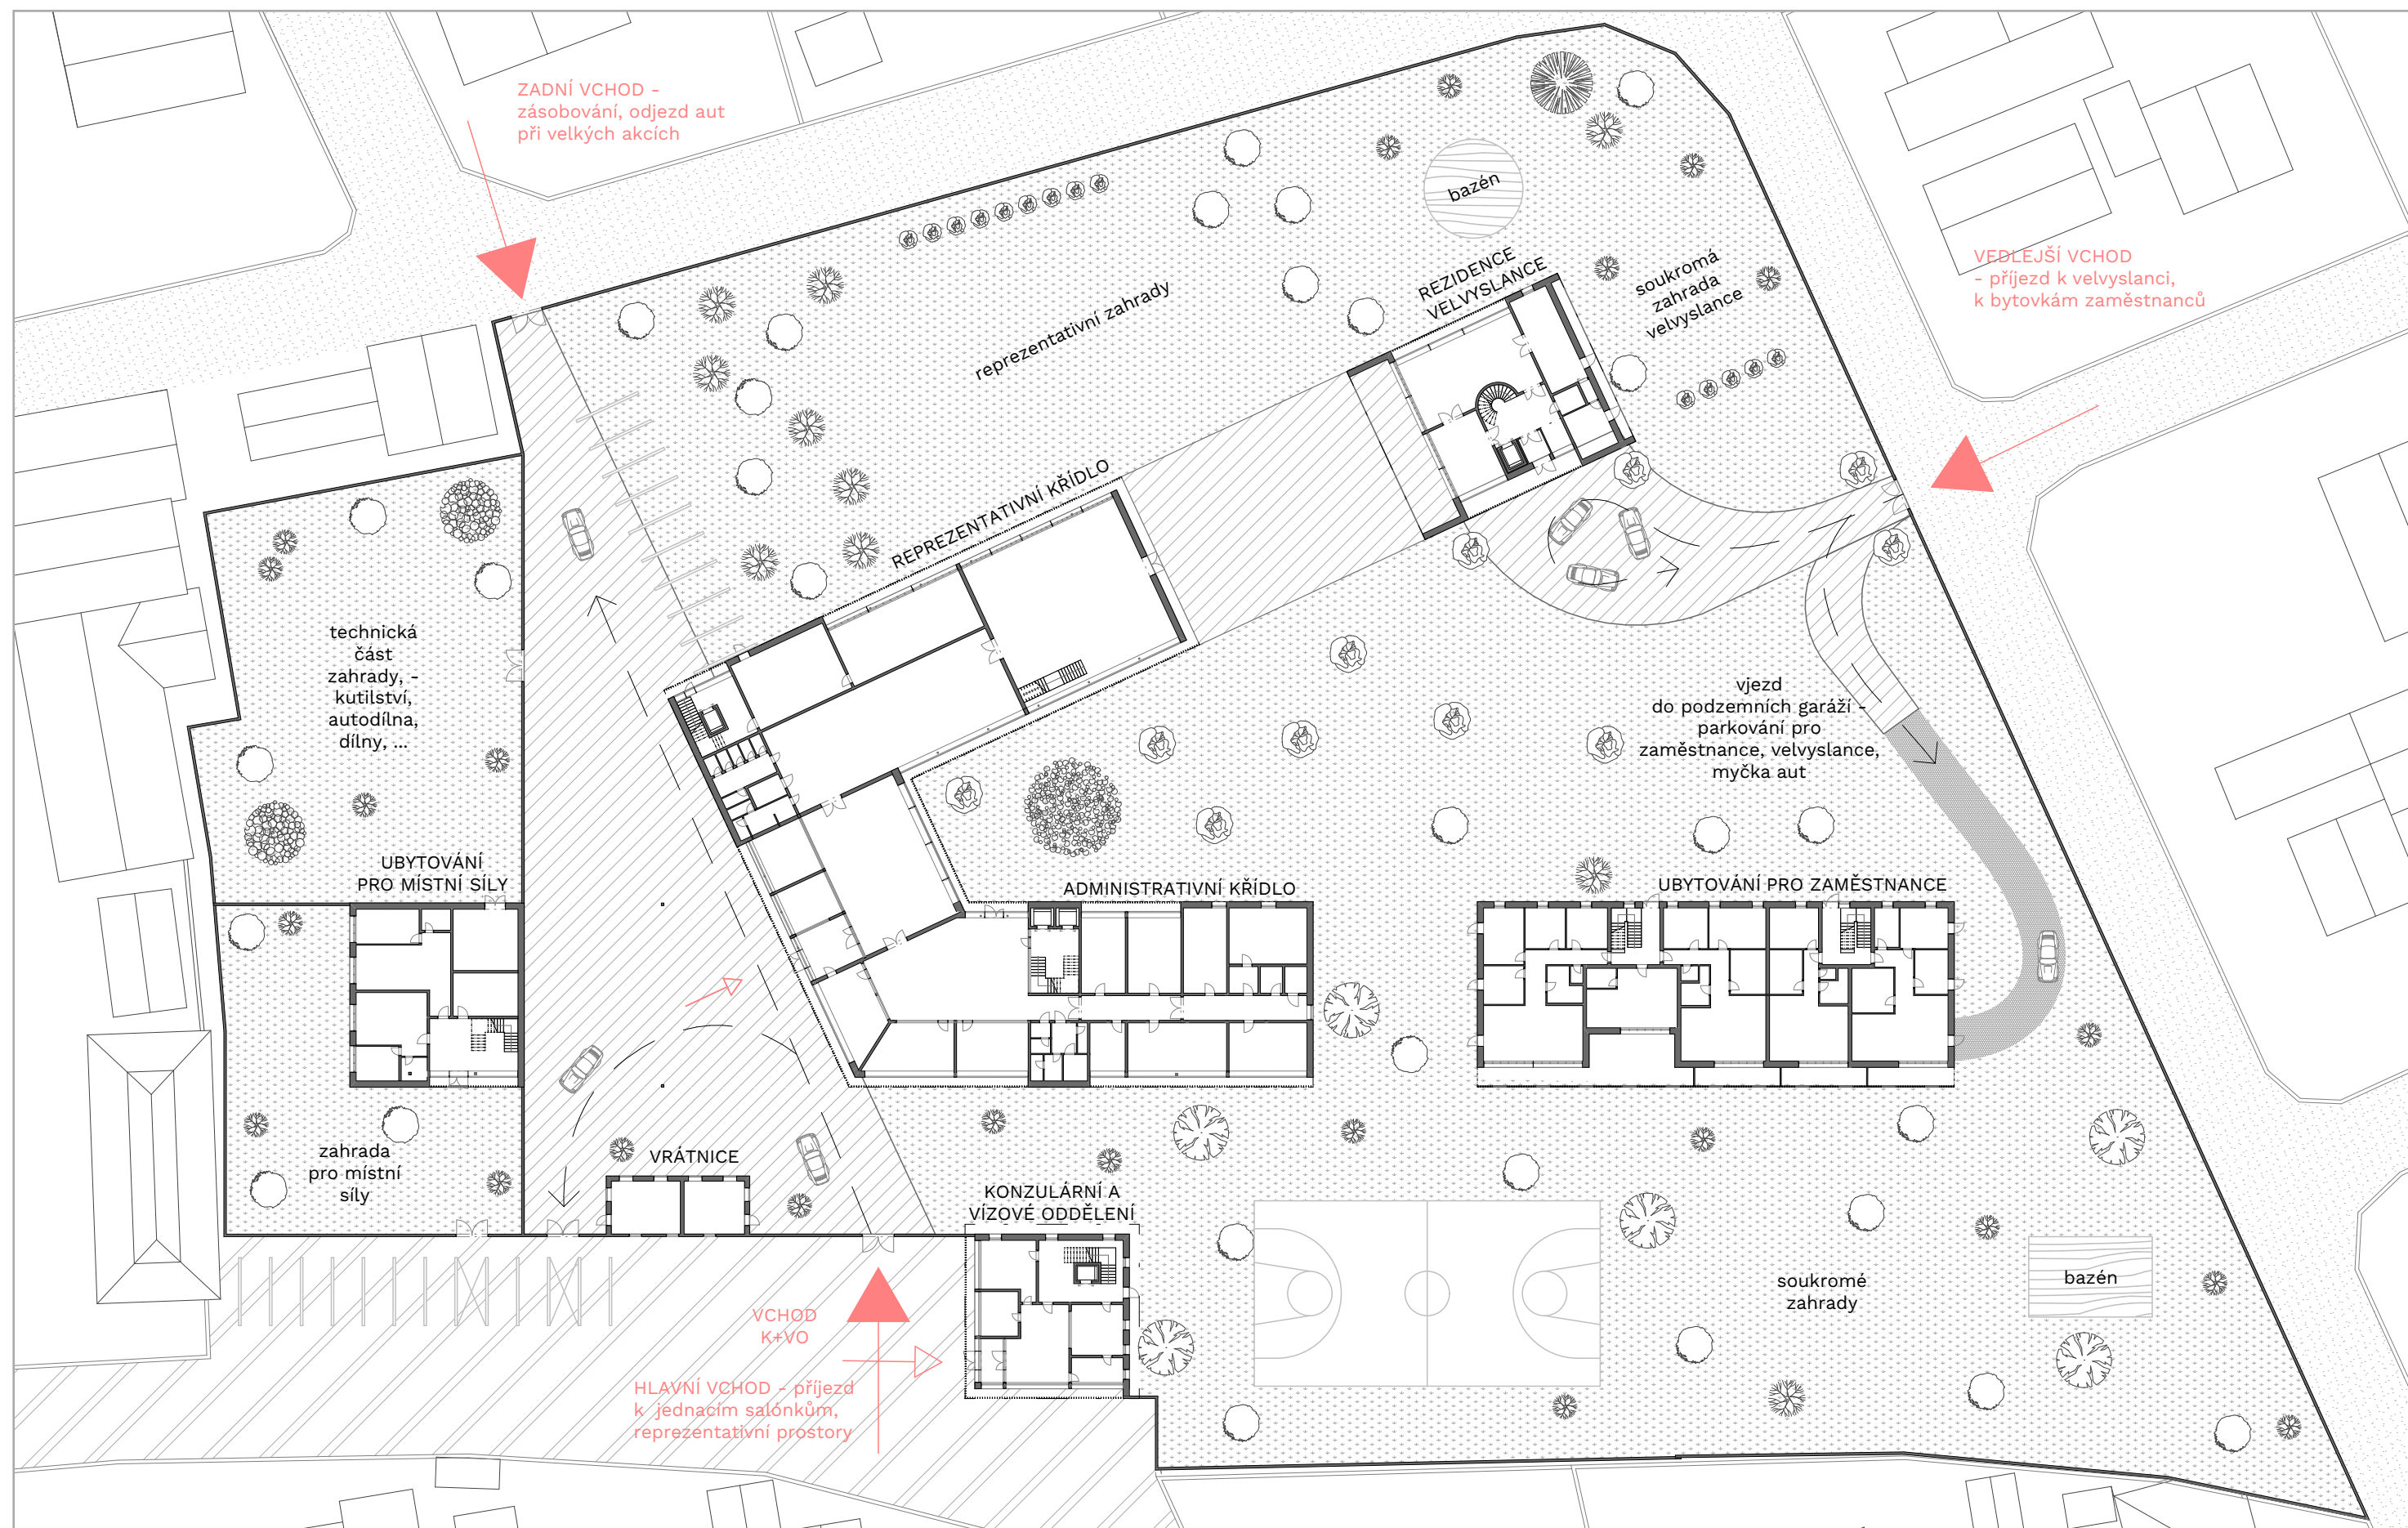 ZADNÍ VCHOD -
zásobování, odjezd aut
při velkých akcích
bazén
VEDLEJŠÍ VCHOD
- příjezd k velvyslanci,
k bytovkám zaměstnanců
REZIDENCE
VELVYSLANCE
soukromá
zahrada
velvyslance
reprezentativní zahrady
REPREZENTATIVNÍ KŘÍDLO
technická
část
zahrady, -
kutilství,
autodílna,
dílny, ...
vjezd
do podzemních garáží -
parkování pro
zaměstnance, velvyslance,
myčka aut
UBYTOVÁNÍ
PRO MÍSTNÍ SÍLY
ADMINISTRATIVNÍ KŘÍDLO
UBYTOVÁNÍ PRO ZAMĚSTNANCE
zahrada
pro místní
síly
VRÁTNICE
KONZULÁRNÍ A
VÍZOVÉ ODDĚLENÍ
soukromé
zahrady
bazén
VCHOD
K+VO
HLAVNÍ VCHOD - příjezd
k jednacím salónkům,
reprezentativní prostory